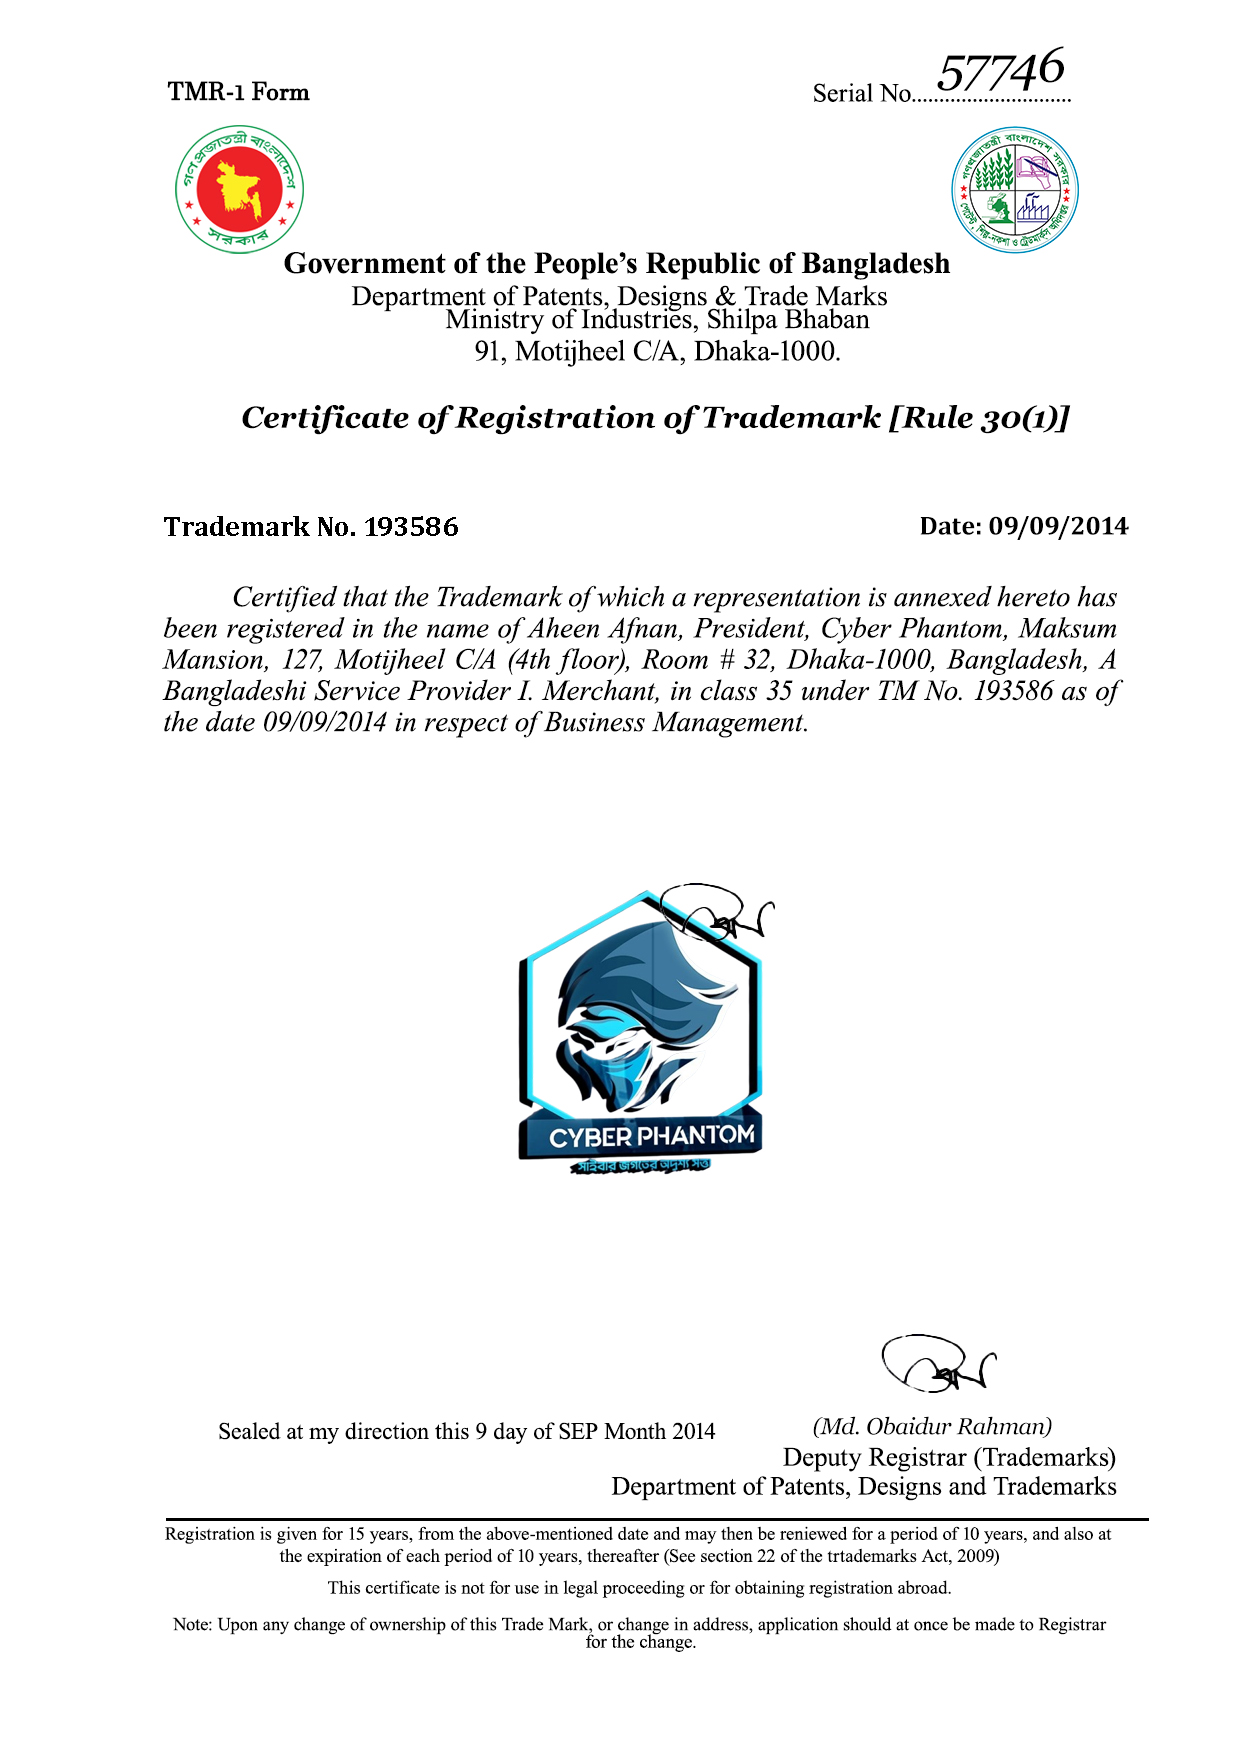 TMR-1 Form
Serial No.............................. 57746
গণপ্রজাতন্ত্রী বাংলাদেশ
সরকার
গণপ্রজাতন্ত্রী বাংলাদেশ সরকার
পেটেন্ট, শিল্প-নকশা ও ট্রেডমার্কস অধিদপ্তর
Government of the People's Republic of Bangladesh
Department of Patents, Designs & Trade Marks
Ministry of Industries, Shilpa Bhaban
91, Motijheel C/A, Dhaka-1000.
Certificate of Registration of Trademark [Rule 30(1)]
Trademark No. 193586
Date: 09/09/2014
Certified that the Trademark of which a representation is annexed hereto has
been registered in the name of Aheen Afnan, President, Cyber Phantom, Maksum
Mansion, 127, Motijheel C/A (4th floor), Room # 32, Dhaka-1000, Bangladesh, A
Bangladeshi Service Provider I. Merchant, in class 35 under TM No. 193586 as of
the date 09/09/2014 in respect of Business Management.
CYBER PHANTOM
সাইবার জগতের অদৃশ্য সত্তা
Sealed at my direction this 9 day of SEP Month 2014
(Md. Obaidur Rahman)
Deputy Registrar (Trademarks)
Department of Patents, Designs and Trademarks
Registration is given for 15 years, from the above-mentioned date and may then be reniewed for a period of 10 years, and also at
the expiration of each period of 10 years, thereafter (See section 22 of the trtademarks Act, 2009)
This certificate is not for use in legal proceeding or for obtaining registration abroad.
Note: Upon any change of ownership of this Trade Mark, or change in address, application should at once be made to Registrar
for the change.